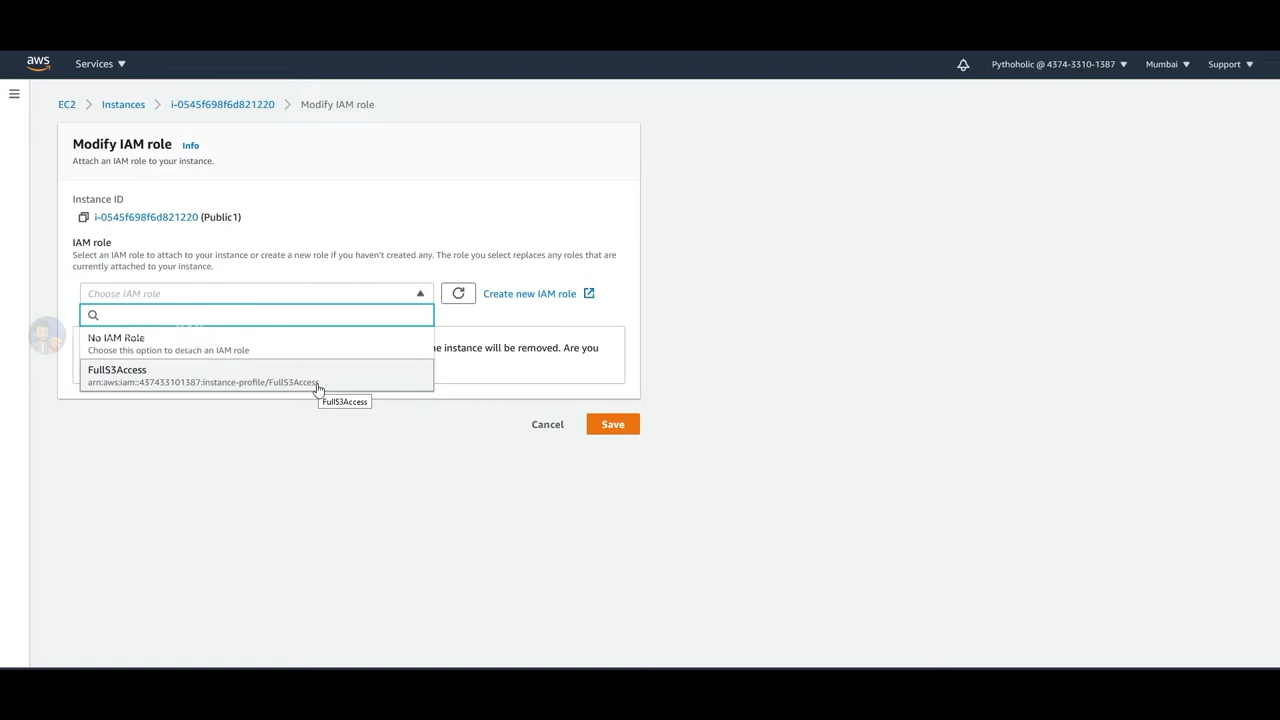 aws
Services
Pythoholic @ 4374-3310-1387
Mumbai
Support
EC2
Instances
i-0545f698f6d821220
Modify IAM role
Modify IAM role Info
Attach an IAM role to your instance.
Instance ID
i-0545f698f6d821220 (Public1)
IAM role
Select an IAM role to attach to your instance or create a new role if you haven't created any. The role you select replaces any roles that are
currently attached to your instance.
Choose IAM role
Create new IAM role
No IAM Role
Choose this option to detach an IAM role
e instance will be removed. Are you
FullS3Access
arn:aws:iam::437433101387:instance-profile/FullS3Access
FullS3Access
Cancel
Save